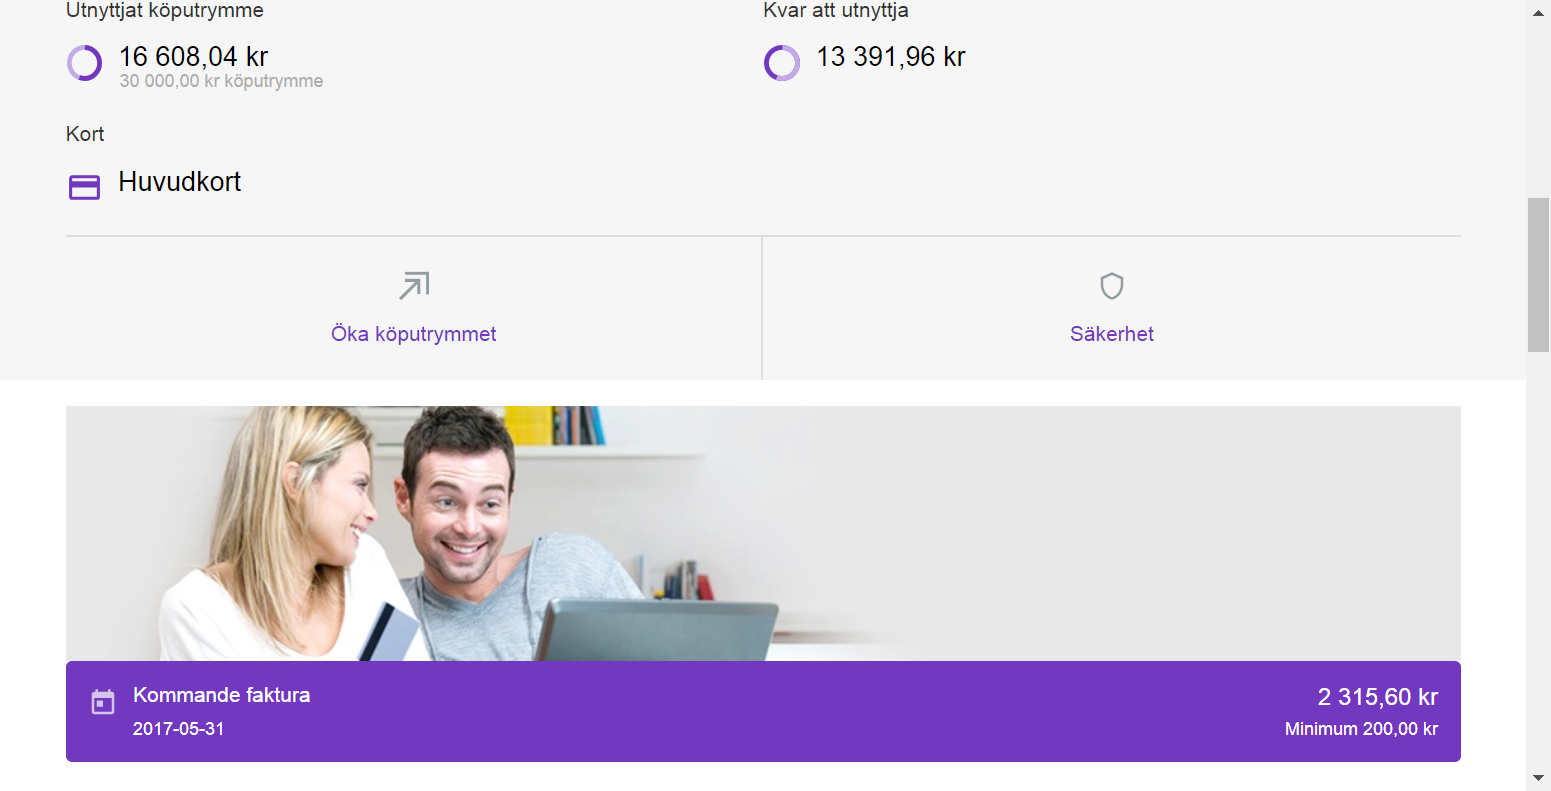 Utnyttjat köputrymme
Kvar att utnyttja
16 608,04 kr
30 000,00 kr köputrymme
13 391,96 kr
Kort
Huvudkort
Öka köputrymmet
Säkerhet
Kommande faktura
2 315,60 kr
2017-05-31
Minimum 200,00 kr